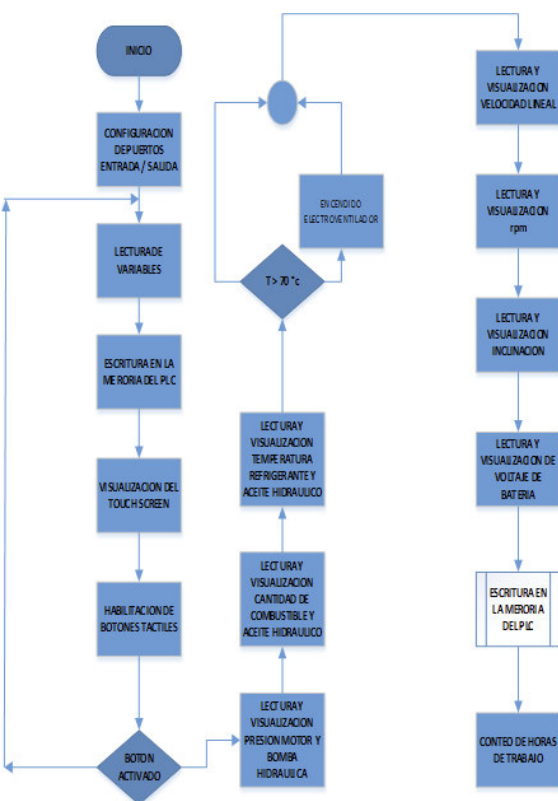 INICIO
CONFIGURACION
DE PUERTOS
ENTRADA / SALIDA
LECTURA DE
VARIABLES
ESCRITURA EN LA
MERORIA DEL PLC
VISUALIZACION DEL
TOUCH SCREEN
HABILITACION DE
BOTONES TACTILES
BOTON
ACTIVADO
LECTURA Y
VISUALIZACION
PRESION MOTOR Y
BOMBA
HIDRAULICA
LECTURA Y
VISUALIZACION
CANTIDAD DE
COMBUSTIBLE Y
ACEITE HIDRAULICO
LECTURA Y
VISUALIZACION
TEMPERATURA
REFRIGERANTE Y
ACEITE HIDRAULICO
T > 70 °c
ENCENDIDO
ELECTROVENTILADOR
LECTURA Y
VISUALIZACION
VELOCIDAD LINEAL
LECTURA Y
VISUALIZACION
rpm
LECTURA Y
VISUALIZACION
INCLINACION
LECTURA Y
VISUALIZACION DE
VOLTAJE DE
BATERIA
ESCRITURA EN
LA MERORIA
DEL PLC
CONTEO DE HORAS
DE TRABAJO